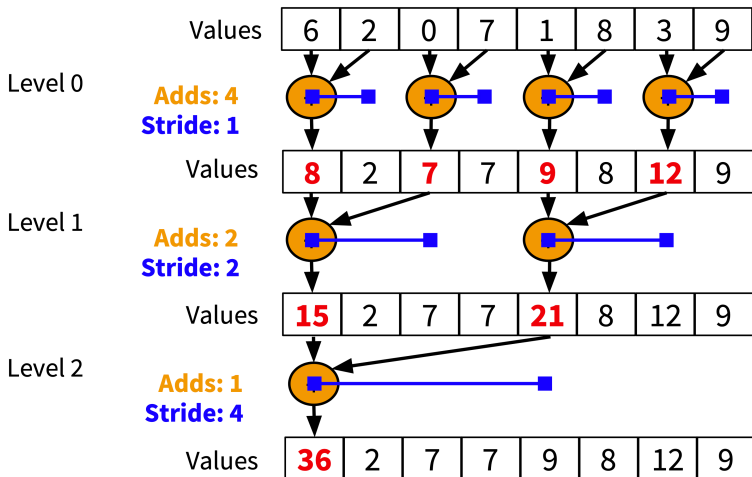 Values 6 2 0 7 1 8 3 9
Level 0
Adds: 4
Stride: 1
Values 8 2 7 7 9 8 12 9
Level 1
Adds: 2
Stride: 2
Values 15 2 7 7 21 8 12 9
Level 2
Adds: 1
Stride: 4
Values 36 2 7 7 9 8 12 9